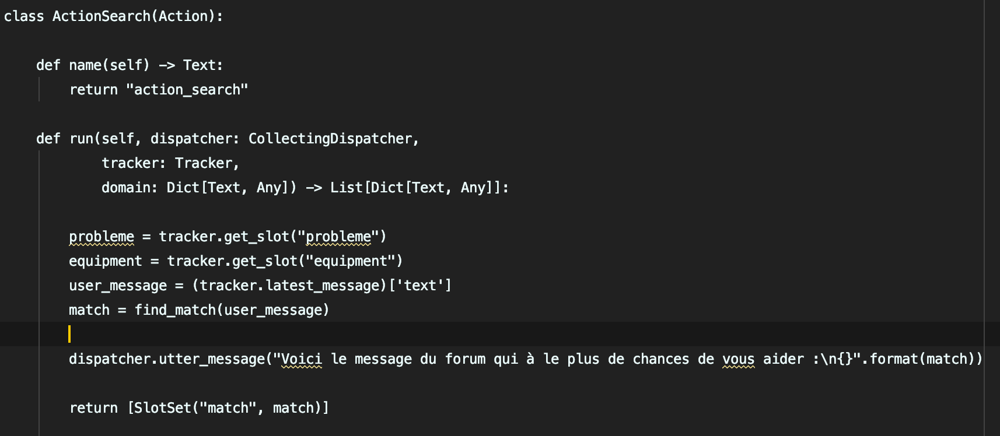 class ActionSearch(Action):
def name(self) -> Text:
return "action_search"
def run(self, dispatcher: CollectingDispatcher,
tracker: Tracker,
domain: Dict[Text, Any]) -> List[Dict[Text, Any]]:
probleme = tracker.get_slot("probleme")
equipment = tracker.get_slot("equipment")
user_message = (tracker.latest_message)['text']
match = find_match(user_message)
dispatcher.utter_message("Voici le message du forum qui à le plus de chances de vous aider :\n{}".format(match))
return [SlotSet("match", match)]